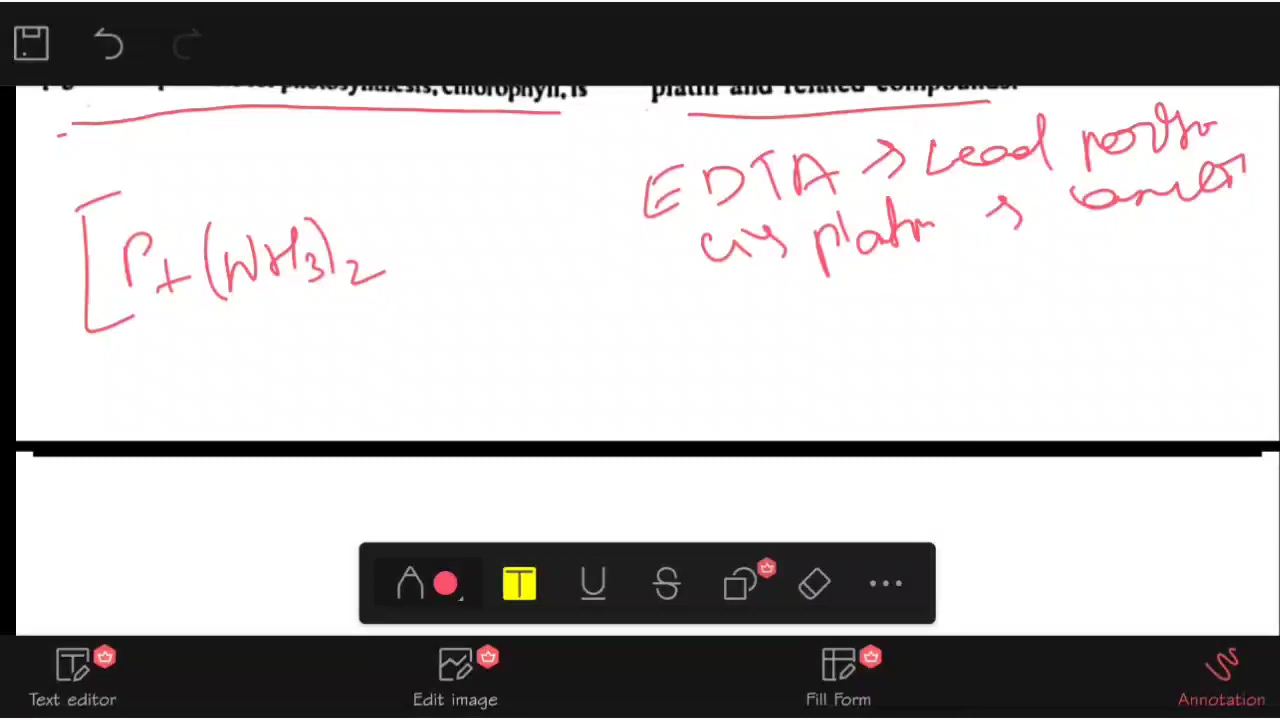 photosynthesis, chlorophyll, is
platin and related compounds.
EDTA → Lead
cis platin → cancer
[Pt(NH3)2
T
U
S
Text editor
Edit image
Fill Form
Annotation